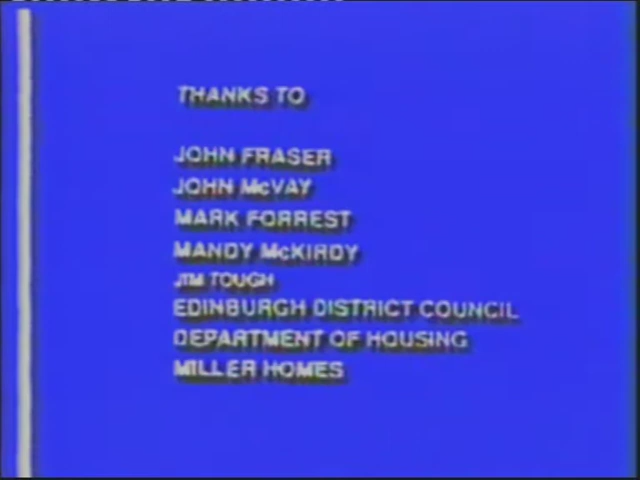 THANKS TO
JOHN FRASER
JOHN McVAY
MARK FORREST
MANDY McKIRDY
JIM TOUGH
EDINBURGH DISTRICT COUNCIL
DEPARTMENT OF HOUSING
MILLER HOMES